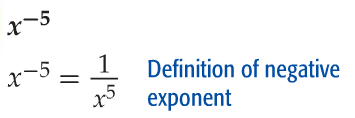 x⁻⁵
x⁻⁵ = 1/x⁵ Definition of negative
exponent